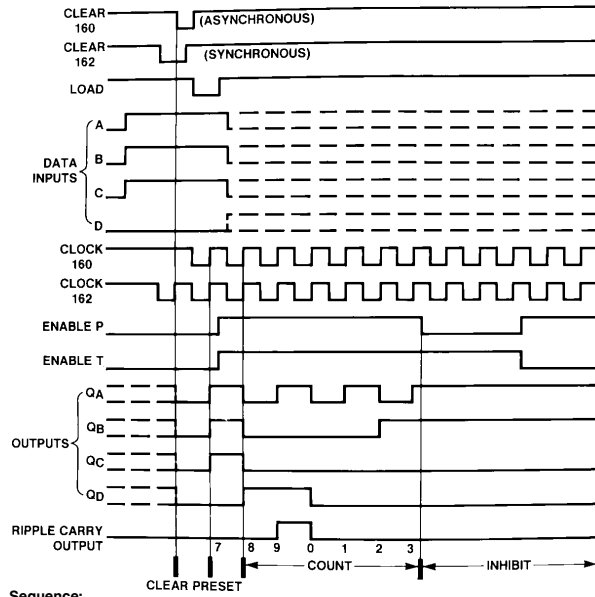 CLEAR
160
(ASYNCHRONOUS)
CLEAR
162
(SYNCHRONOUS)
LOAD
DATA
INPUTS
A
B
C
D
CLOCK
160
CLOCK
162
ENABLE P
ENABLE T
OUTPUTS
QA
QB
QC
QD
RIPPLE CARRY
OUTPUT
7 8 9 0 1 2 3
CLEAR PRESET COUNT INHIBIT
Sequence: